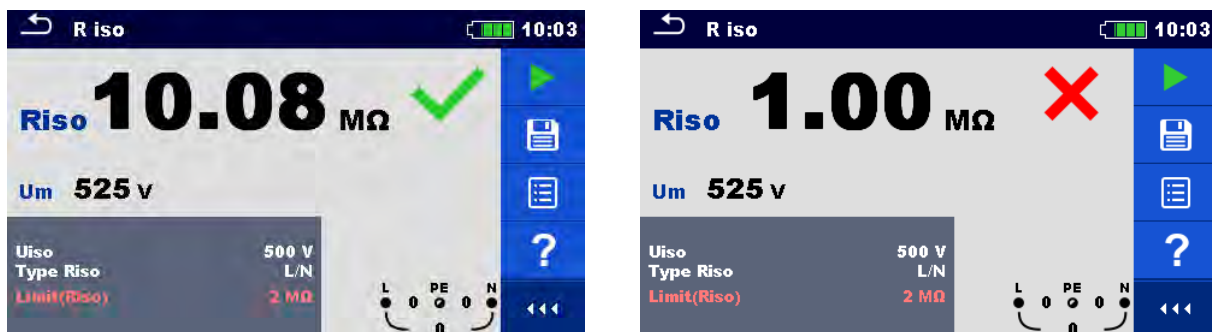 R iso 10:03
Riso 10.08 MΩ
Um 525 V
Uiso 500 V
Type Riso L/N
Limit(Riso) 2 MΩ
L PE N
0 0
0
?
R iso 10:03
Riso 1.00 MΩ
Um 525 V
Uiso 500 V
Type Riso L/N
Limit(Riso) 2 MΩ
L PE N
0 0
0
?